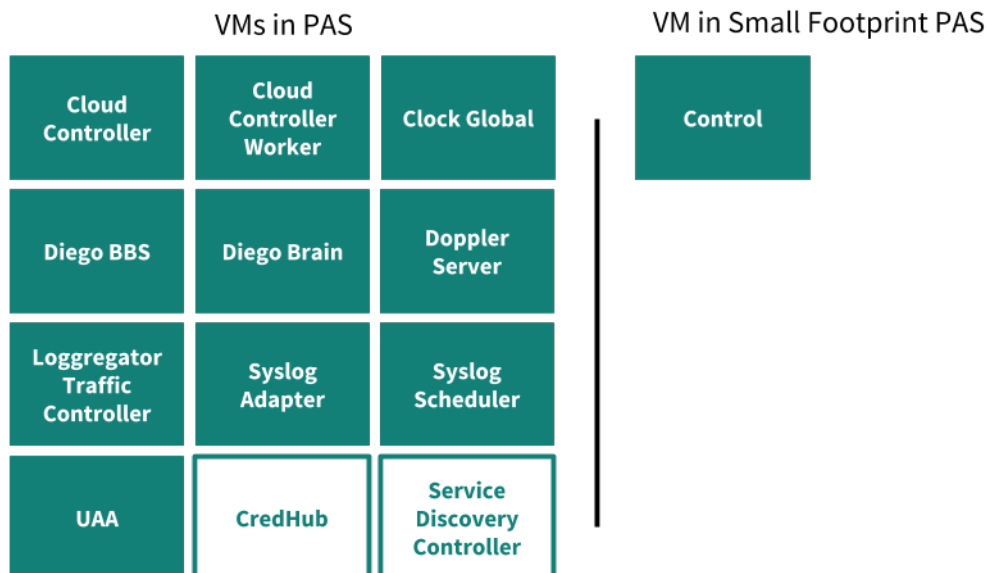 VMs in PAS
VM in Small Footprint PAS
Cloud
Controller
Cloud
Controller
Worker
Clock Global
Control
Diego BBS
Diego Brain
Doppler
Server
Loggregator
Traffic
Controller
Syslog
Adapter
Syslog
Scheduler
UAA
CredHub
Service
Discovery
Controller